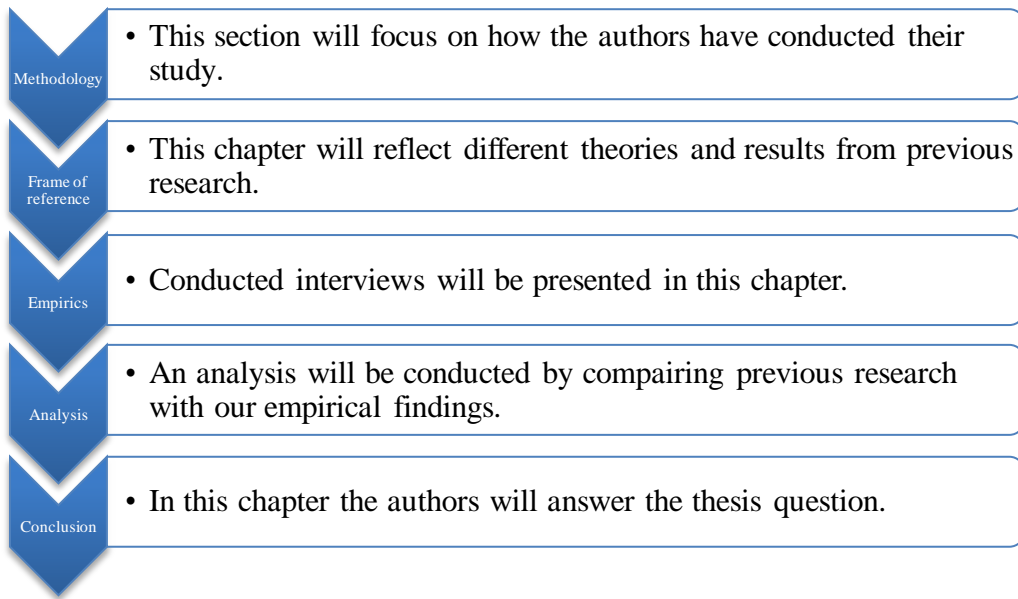 Methodology
• This section will focus on how the authors have conducted their
study.
Frame of
reference
• This chapter will reflect different theories and results from previous
research.
Empirics
• Conducted interviews will be presented in this chapter.
Analysis
• An analysis will be conducted by compairing previous research
with our empirical findings.
Conclusion
• In this chapter the authors will answer the thesis question.